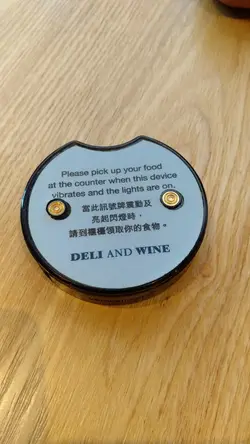 Please pick up your food
at the counter when this device
vibrates and the lights are on.
當此訊號牌震動及
亮起閃燈時，
請到櫃檯領取你的食物。
DELI AND WINE